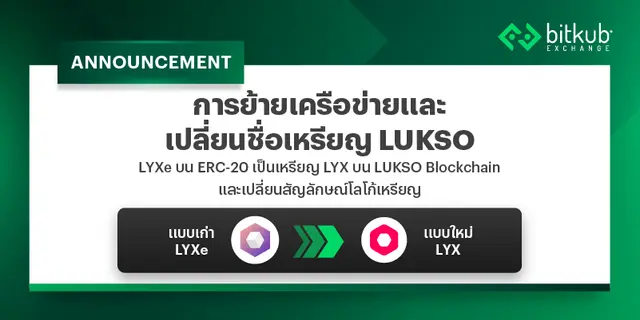 bitkub
EXCHANGE
ANNOUNCEMENT
การย้ายเครือข่ายและ
เปลี่ยนชื่อเหรียญ LUKSO
LYXe บน ERC-20 เป็นเหรียญ LYX บน LUKSO Blockchain
และเปลี่ยนสัญลักษณ์โลโก้เหรียญ
แบบเก่า
LYXe
แบบใหม่
LYX